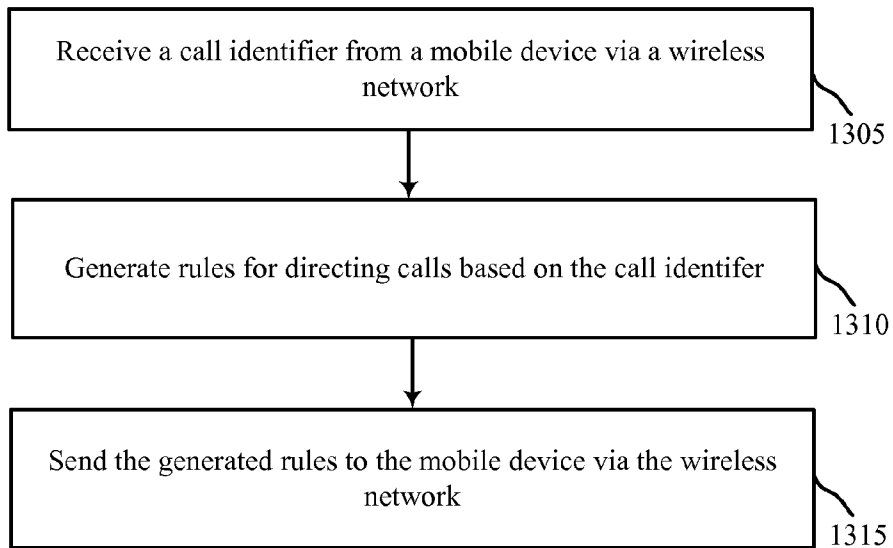 Receive a call identifier from a mobile device via a wireless
network
1305
Generate rules for directing calls based on the call identifer
1310
Send the generated rules to the mobile device via the wireless
network
1315